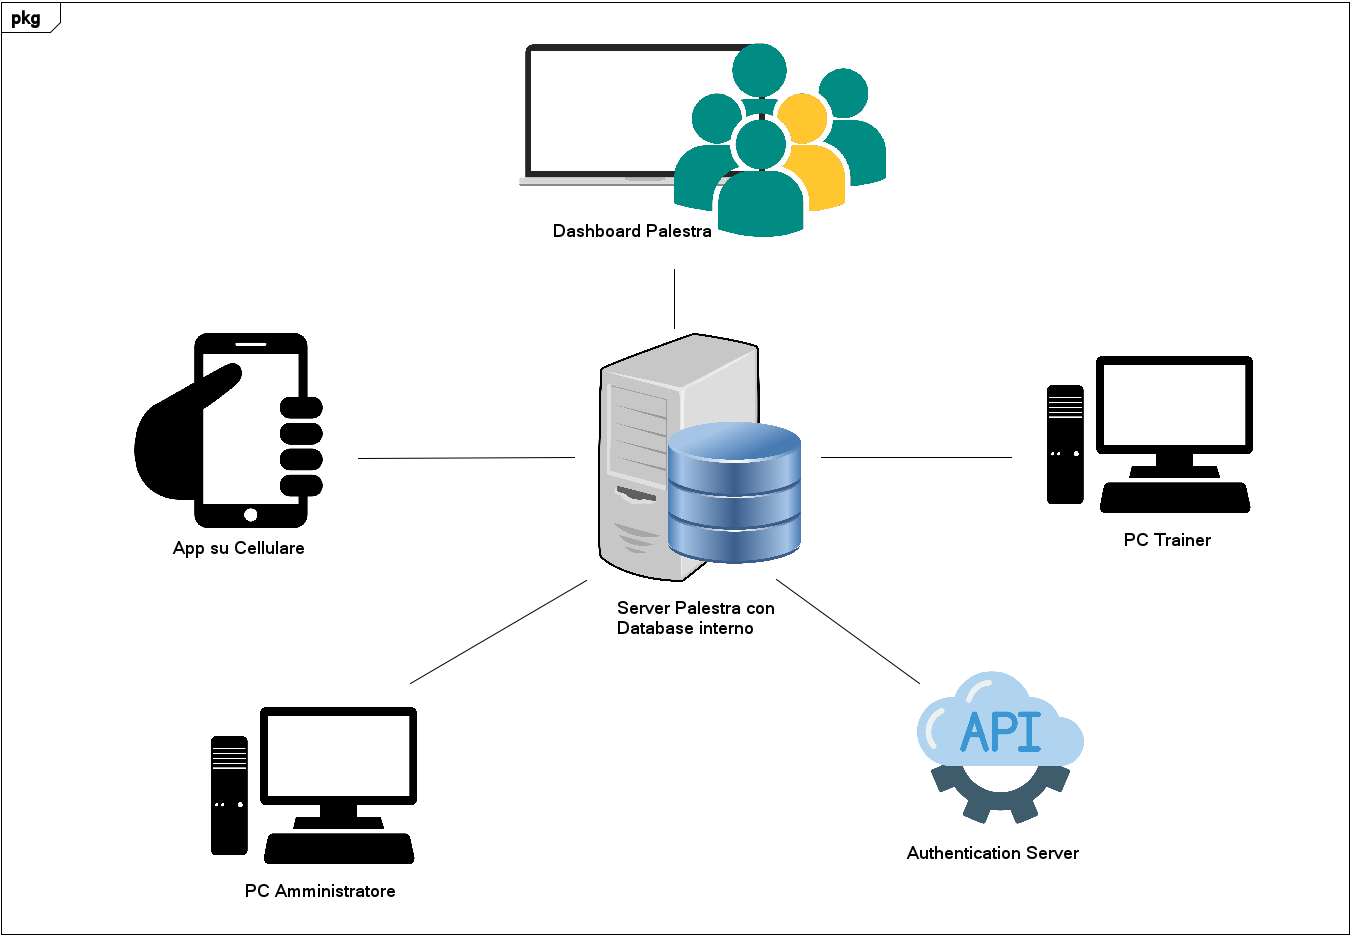 pkg
Dashboard Palestra
App su Cellulare
PC Trainer
Server Palestra con
Database interno
API
Authentication Server
PC Amministratore